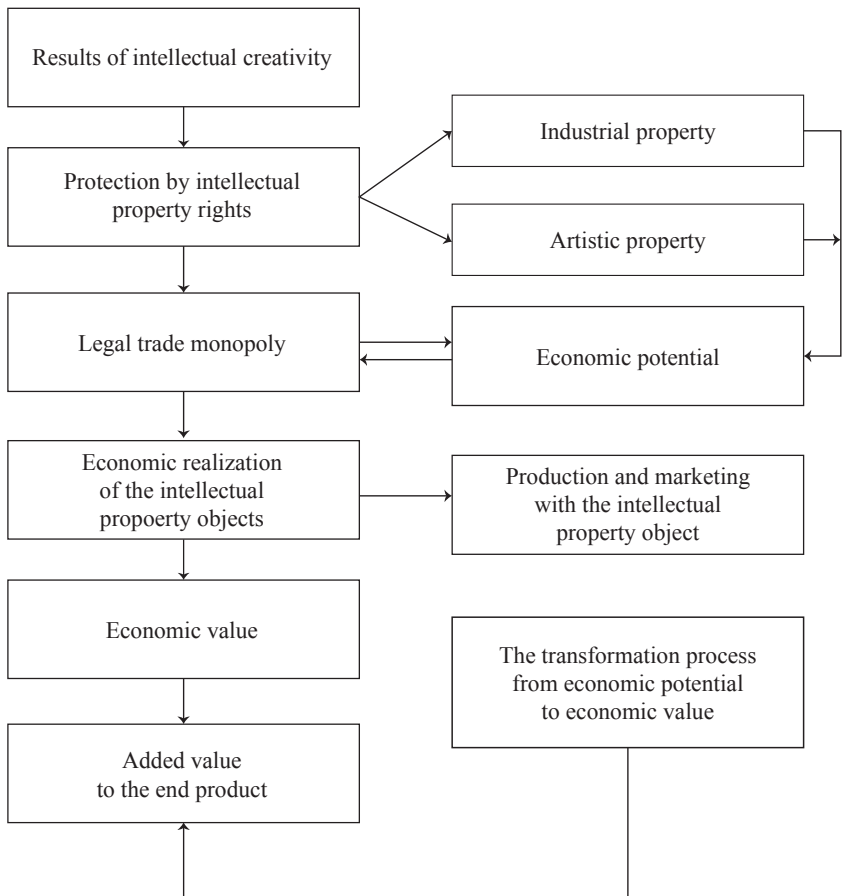 Results of intellectual creativity
Industrial property
Protection by intellectual
property rights
Artistic property
Legal trade monopoly
Economic potential
Economic realization
of the intellectual
propoerty objects
Production and marketing
with the intellectual
property object
Economic value
The transformation process
from economic potential
to economic value
Added value
to the end product